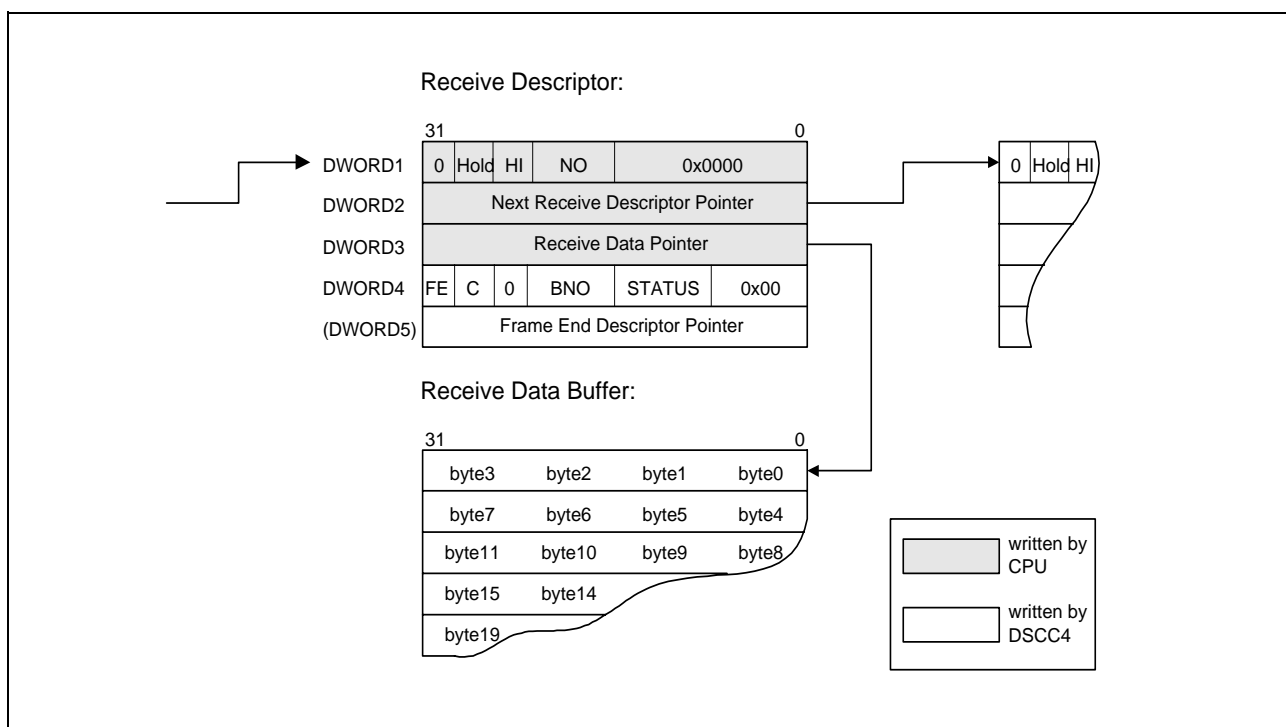 Receive Descriptor:
31 0
DWORD1 0 Hold HI NO 0x0000 0 Hold HI
DWORD2 Next Receive Descriptor Pointer
DWORD3 Receive Data Pointer
DWORD4 FE C 0 BNO STATUS 0x00
(DWORD5) Frame End Descriptor Pointer
Receive Data Buffer:
31 0
byte3 byte2 byte1 byte0
byte7 byte6 byte5 byte4
byte11 byte10 byte9 byte8
byte15 byte14
byte19
written by
CPU
written by
DSCC4